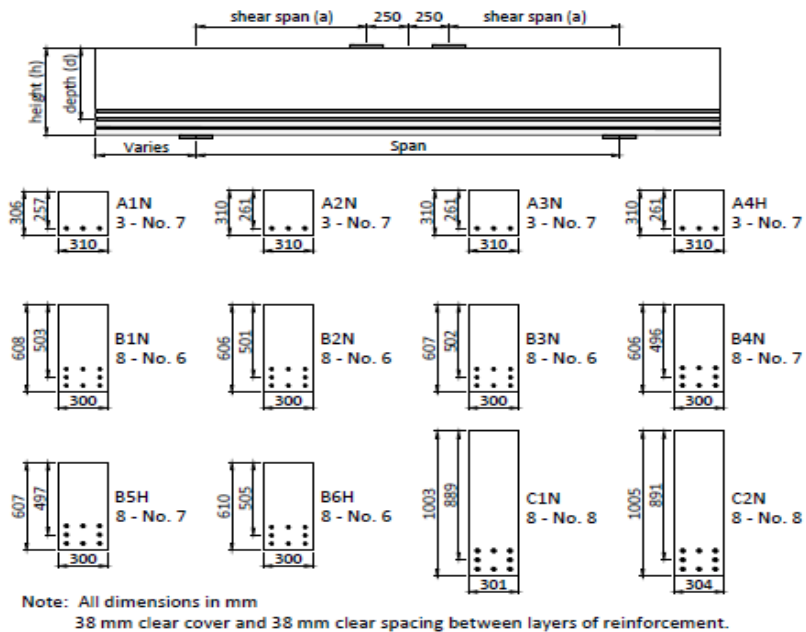 shear span (a) 250 250 shear span (a)
height (h)
depth (d)
Varies Span
306 257 A1N 310 261 A2N 310 261 A3N 310 261 A4H
3 - No. 7 3 - No. 7 3 - No. 7 3 - No. 7
310 310 310 310
608 503 B1N 606 501 B2N 607 502 B3N 606 496 B4N
8 - No. 6 8 - No. 6 8 - No. 6 8 - No. 7
300 300 300 300
607 497 B5H 610 505 B6H 1003 889 C1N 1005 891 C2N
8 - No. 7 8 - No. 6 8 - No. 8 8 - No. 8
300 300 301 304
Note: All dimensions in mm
38 mm clear cover and 38 mm clear spacing between layers of reinforcement.